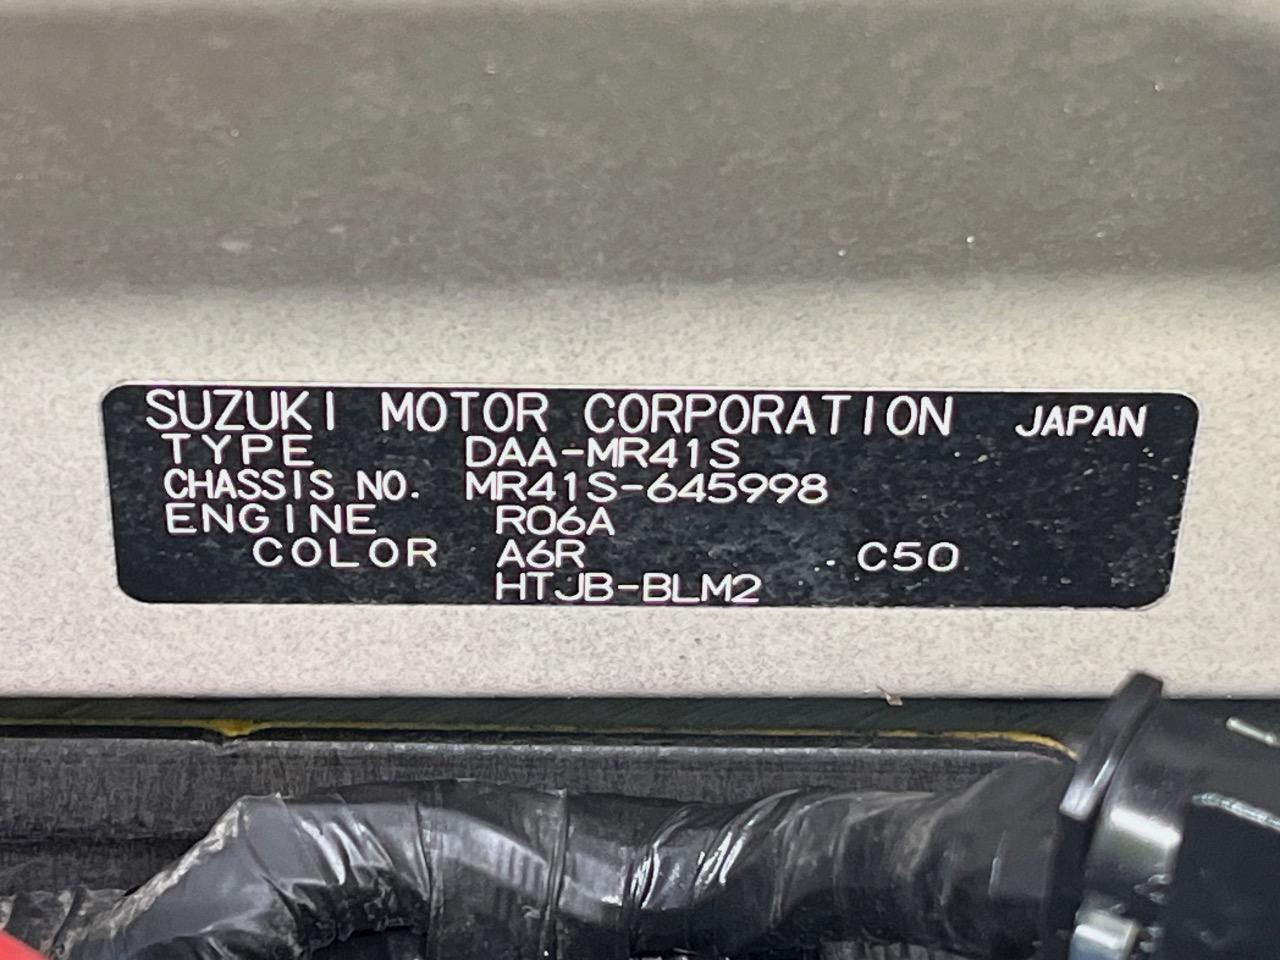 SUZUKI MOTOR CORPORATION JAPAN
TYPE DAA-MR41S
CHASSIS NO. MR41S-645998
ENGINE R06A
COLOR A6R C50
HTJB-BLM2